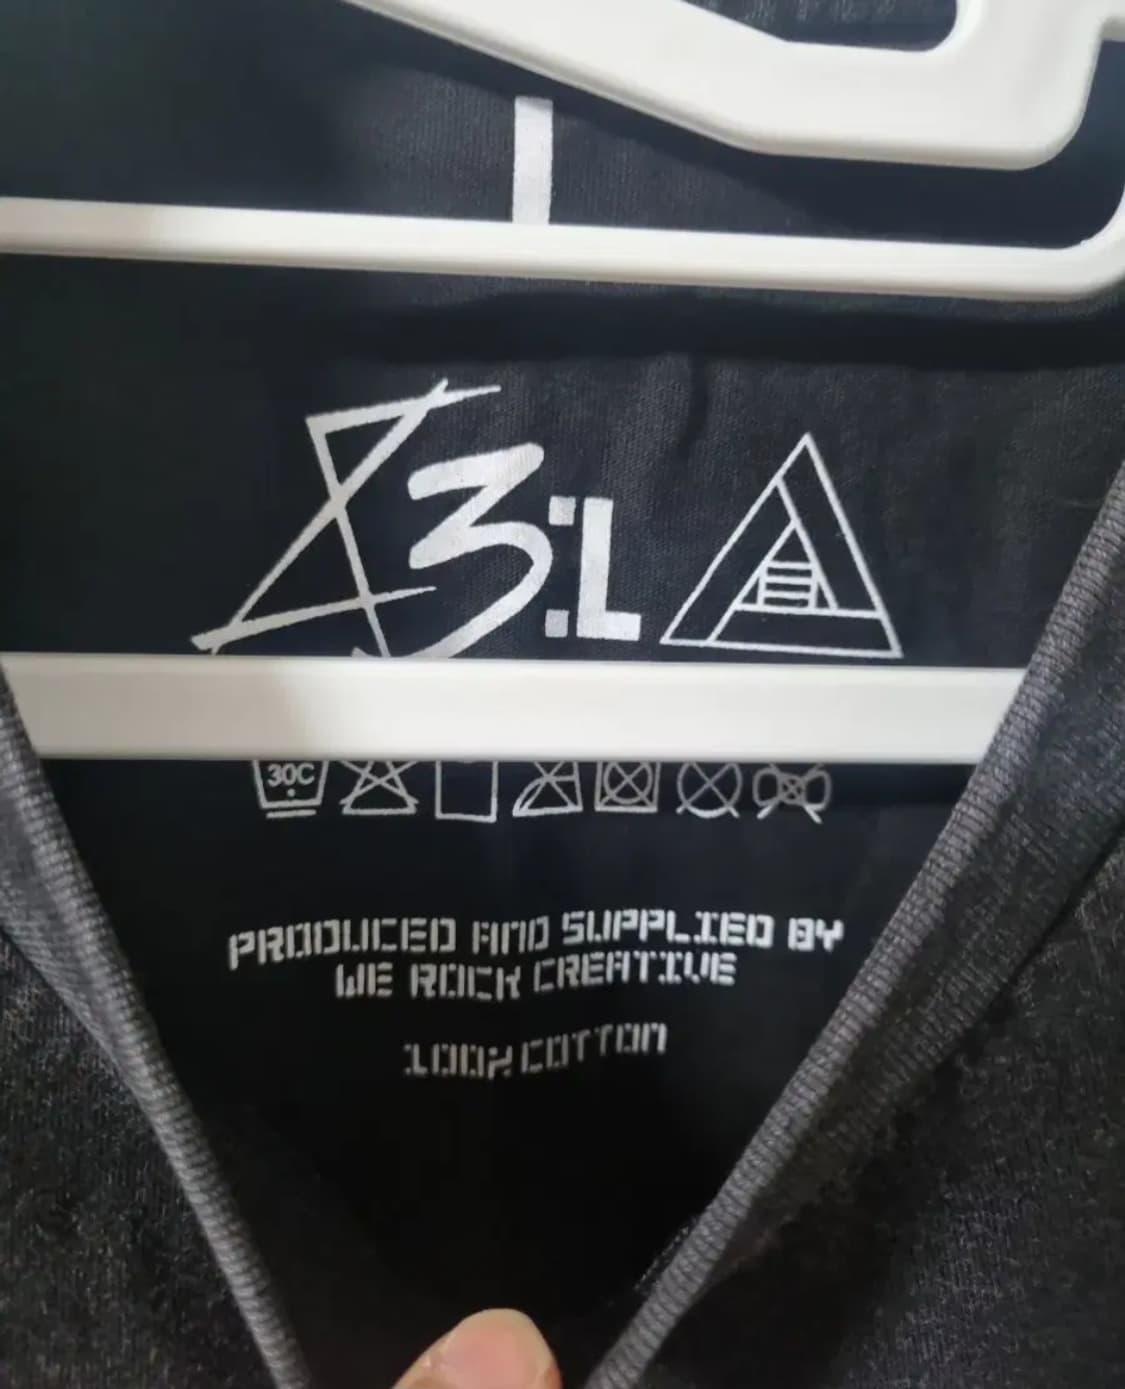 3:L
30C
PRODUCED AND SUPPLIED BY
WE ROCK CREATIVE
100% COTTON